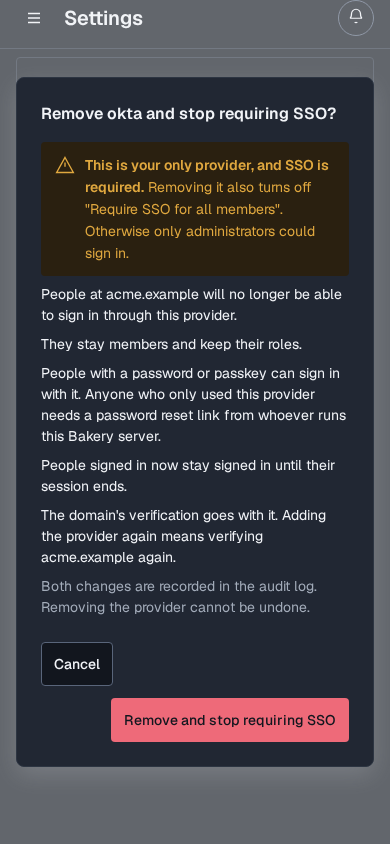 Settings
Remove okta and stop requiring SSO?
This is your only provider, and SSO is
required. Removing it also turns off
"Require SSO for all members".
Otherwise only administrators could
sign in.
People at acme.example will no longer be able
to sign in through this provider.
They stay members and keep their roles.
People with a password or passkey can sign in
with it. Anyone who only used this provider
needs a password reset link from whoever runs
this Bakery server.
People signed in now stay signed in until their
session ends.
The domain's verification goes with it. Adding
the provider again means verifying
acme.example again.
Both changes are recorded in the audit log.
Removing the provider cannot be undone.
Cancel
Remove and stop requiring SSO